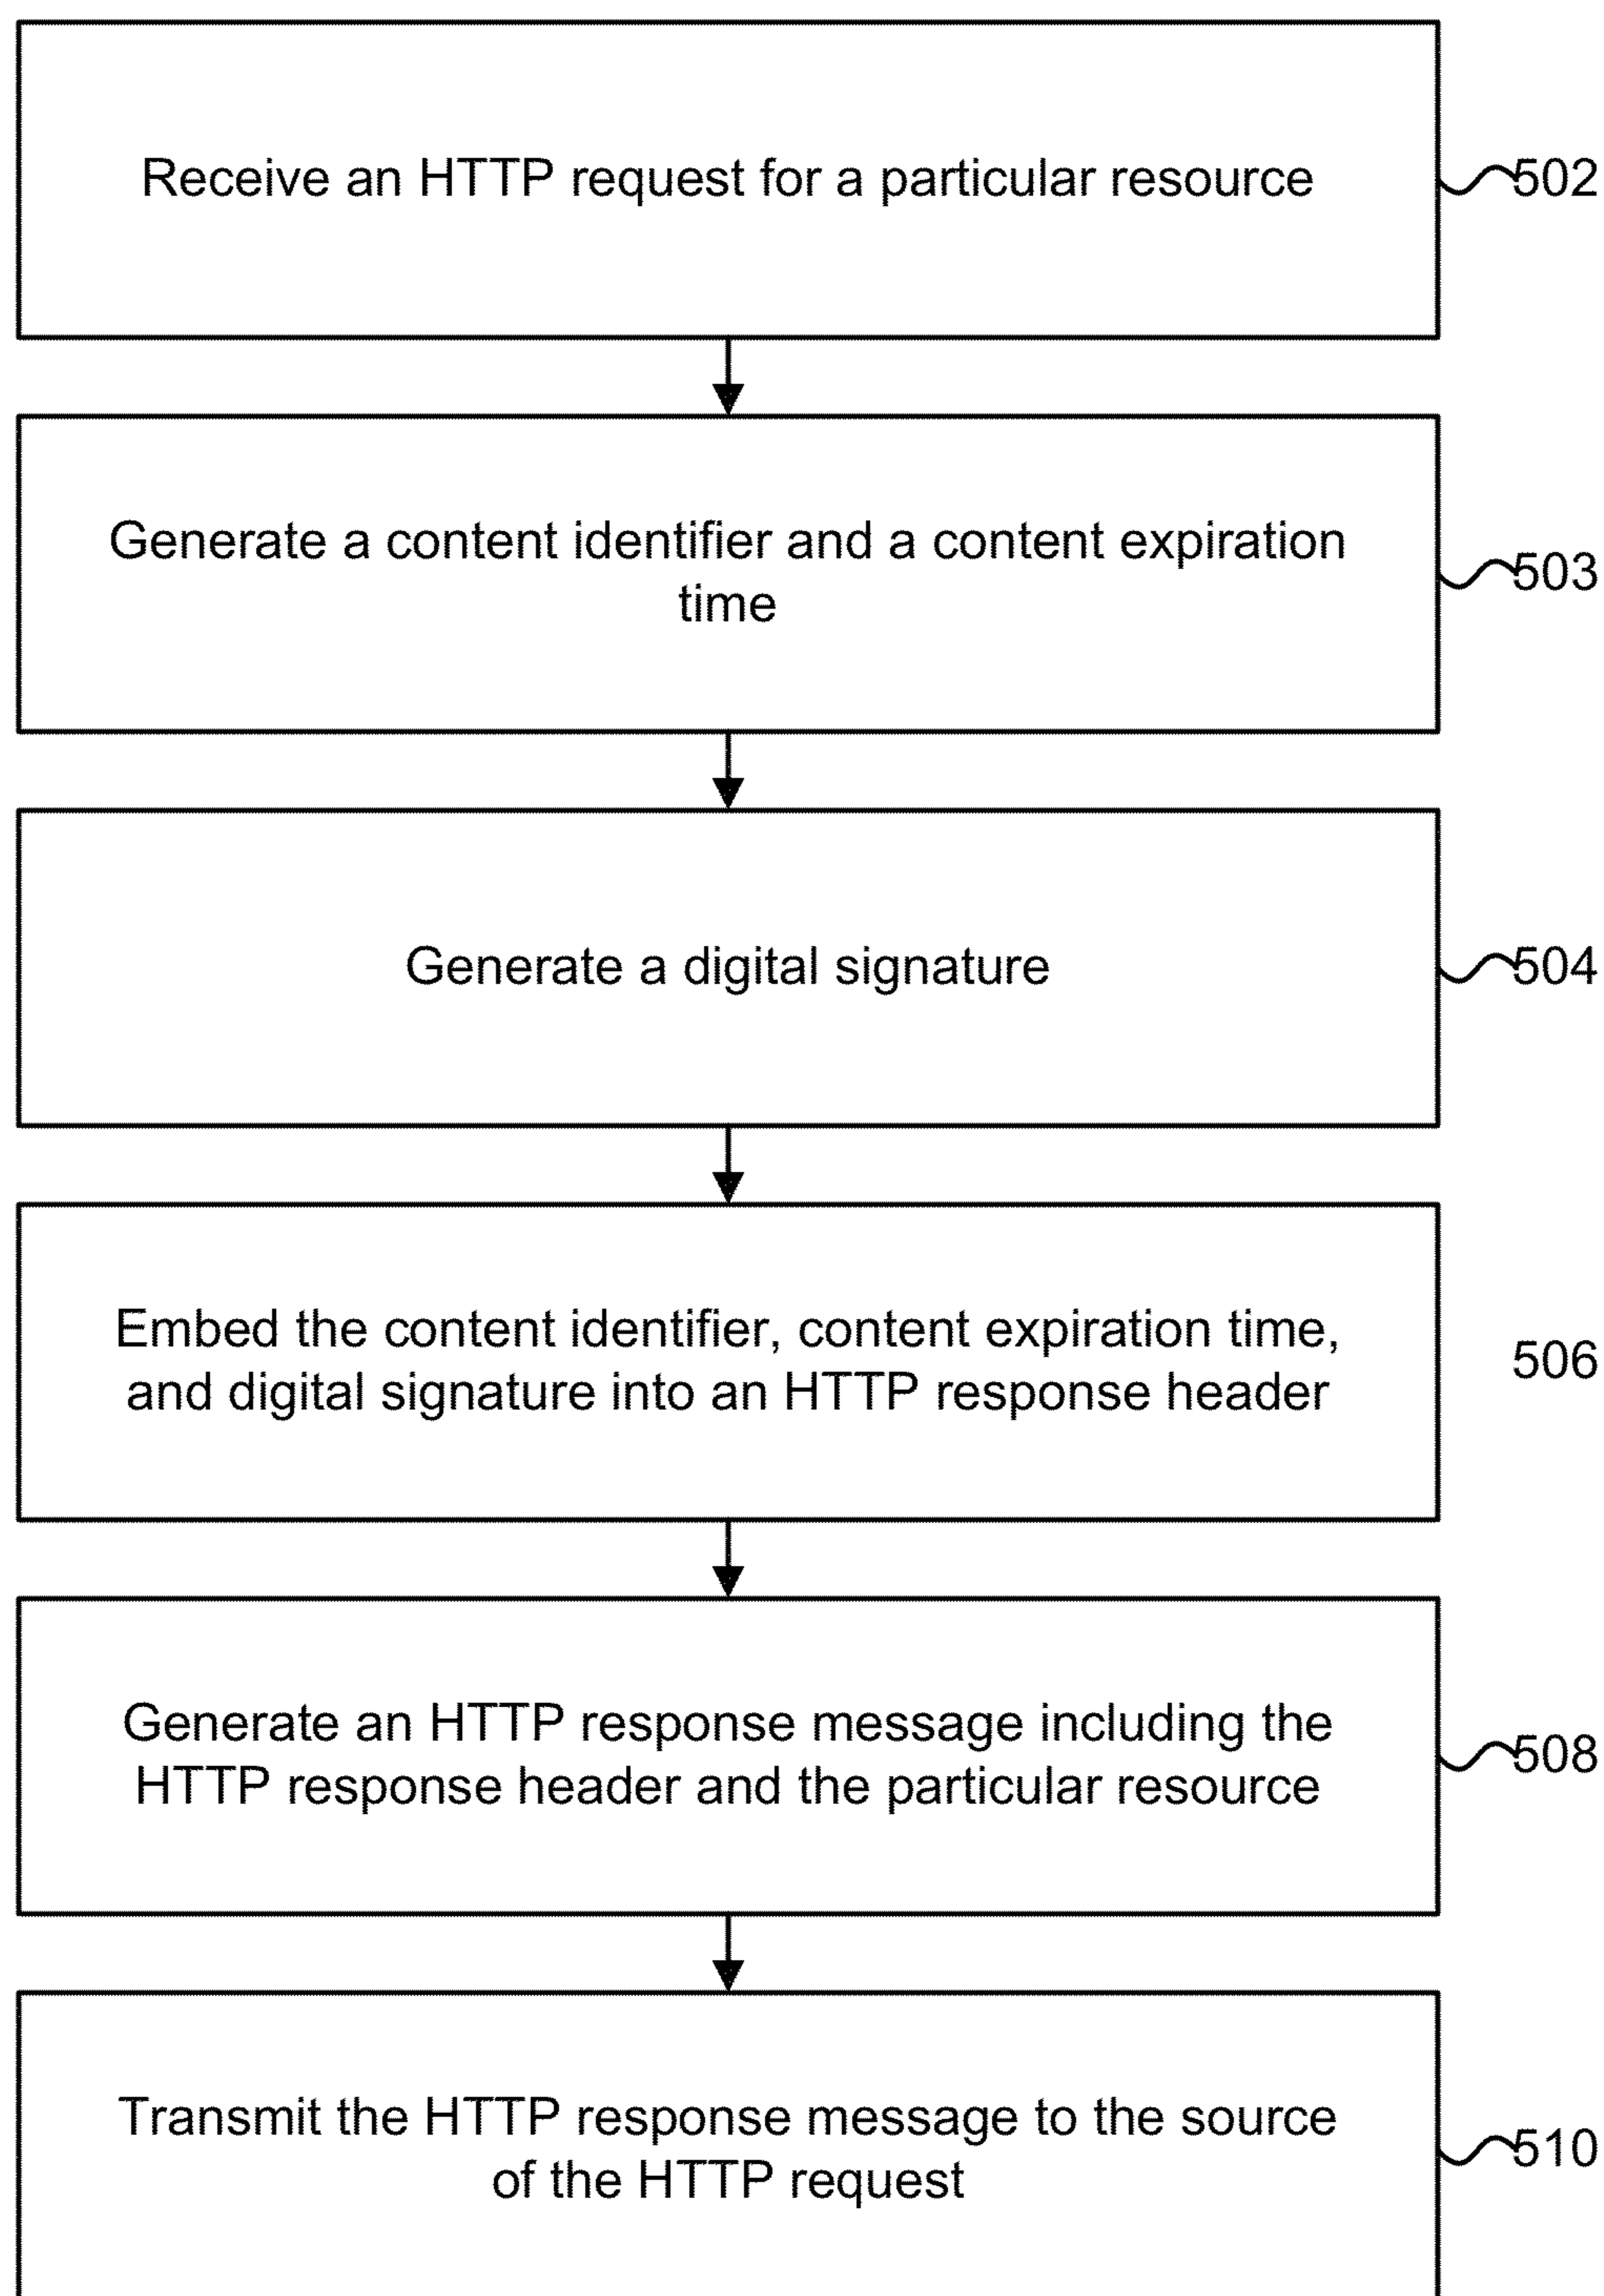 Receive an HTTP request for a particular resource
502
Generate a content identifier and a content expiration
time
503
Generate a digital signature
504
Embed the content identifier, content expiration time,
and digital signature into an HTTP response header
506
Generate an HTTP response message including the
HTTP response header and the particular resource
508
Transmit the HTTP response message to the source
of the HTTP request
510